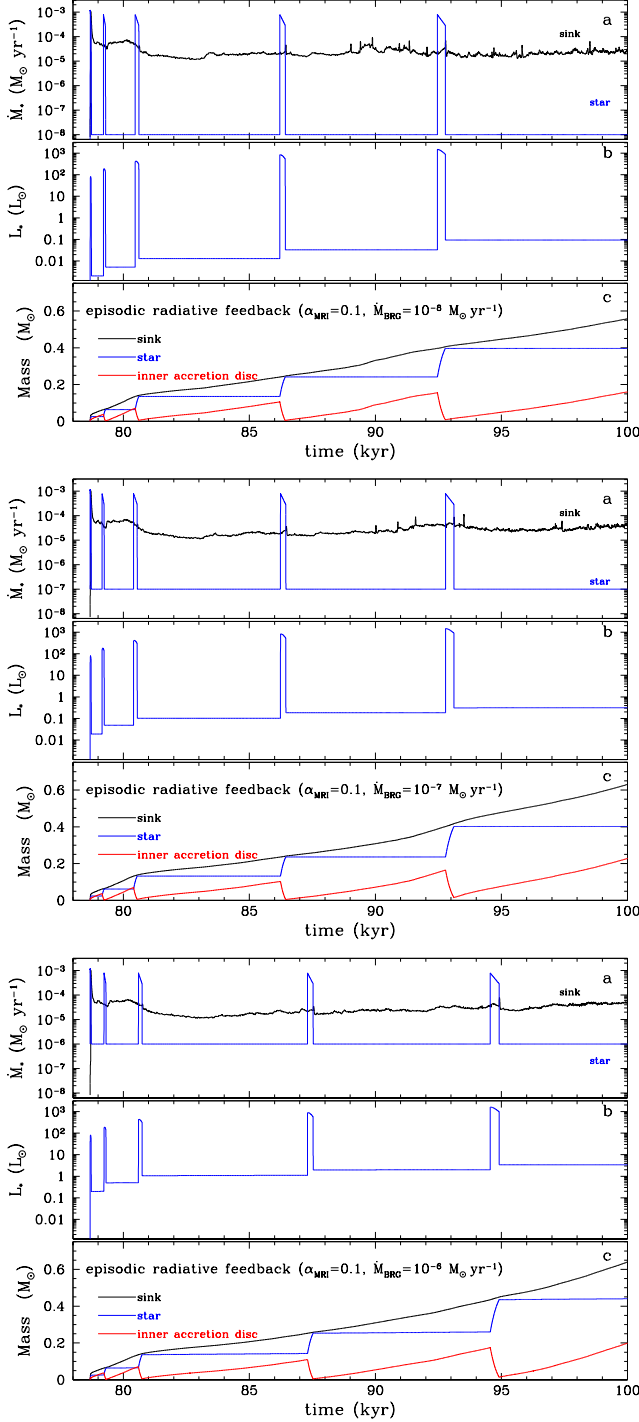 10⁻³
10⁻⁴
10⁻⁵
10⁻⁶
10⁻⁷
10⁻⁸
Ṁ⋆ (M⊙ yr⁻¹)
a
sink
star
10³
10²
10
1
0.1
0.01
L⋆ (L⊙)
b
0.6
0.4
0.2
0
Mass (M⊙)
c
episodic radiative feedback (αMRI=0.1, ṀBRG=10⁻⁸ M⊙ yr⁻¹)
sink
star
inner accretion disc
80 85 90 95 100
time (kyr)
10⁻³
10⁻⁴
10⁻⁵
10⁻⁶
10⁻⁷
10⁻⁸
Ṁ⋆ (M⊙ yr⁻¹)
a
sink
star
10³
10²
10
1
0.1
0.01
L⋆ (L⊙)
b
0.6
0.4
0.2
0
Mass (M⊙)
c
episodic radiative feedback (αMRI=0.1, ṀBRG=10⁻⁷ M⊙ yr⁻¹)
sink
star
inner accretion disc
80 85 90 95 100
time (kyr)
10⁻³
10⁻⁴
10⁻⁵
10⁻⁶
10⁻⁷
10⁻⁸
Ṁ⋆ (M⊙ yr⁻¹)
a
sink
star
10³
10²
10
1
0.1
0.01
L⋆ (L⊙)
b
0.6
0.4
0.2
0
Mass (M⊙)
c
episodic radiative feedback (αMRI=0.1, ṀBRG=10⁻⁶ M⊙ yr⁻¹)
sink
star
inner accretion disc
80 85 90 95 100
time (kyr)